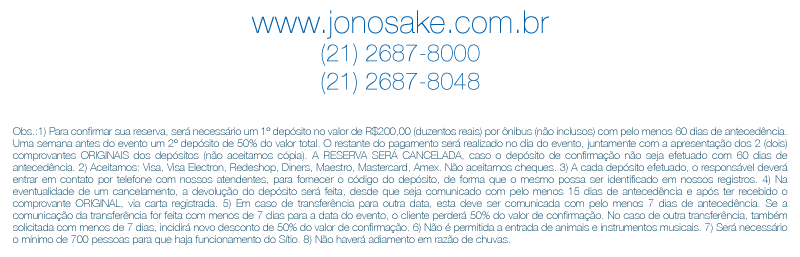 www.jonosake.com.br
(21) 2687-8000
(21) 2687-8048
Obs.:1) Para confirmar sua reserva, será necessário um 1º depósito no valor de R$200,00 (duzentos reais) por ônibus (não inclusos) com pelo menos 60 dias de antecedência.
Uma semana antes do evento um 2º depósito de 50% do valor total. O restante do pagamento será realizado no dia do evento, juntamente com a apresentação dos 2 (dois)
comprovantes ORIGINAIS dos depósitos (não aceitamos cópia). A RESERVA SERÁ CANCELADA, caso o depósito de confirmação não seja efetuado com 60 dias de
antecedência. 2) Aceitamos: Visa, Visa Electron, Redeshop, Diners, Maestro, Mastercard, Amex. Não aceitamos cheques. 3) A cada depósito efetuado, o responsável deverá
entrar em contato por telefone com nossos atendentes, para fornecer o código do depósito, de forma que o mesmo possa ser identificado em nossos registros. 4) Na
eventualidade de um cancelamento, a devolução do depósito será feita, desde que seja comunicado com pelo menos 15 dias de antecedência e após ter recebido o
comprovante ORIGINAL, via carta registrada. 5) Em caso de transferência para outra data, esta deve ser comunicada com pelo menos 7 dias de antecedência. Se a
comunicação da transferência for feita com menos de 7 dias para a data do evento, o cliente perderá 50% do valor de confirmação. No caso de outra transferência, também
solicitada com menos de 7 dias, incidirá novo desconto de 50% do valor de confirmação. 6) Não é permitida a entrada de animais e instrumentos musicais. 7) Será necessário
o mínimo de 700 pessoas para que haja funcionamento do Sítio. 8) Não haverá adiamento em razão de chuvas.